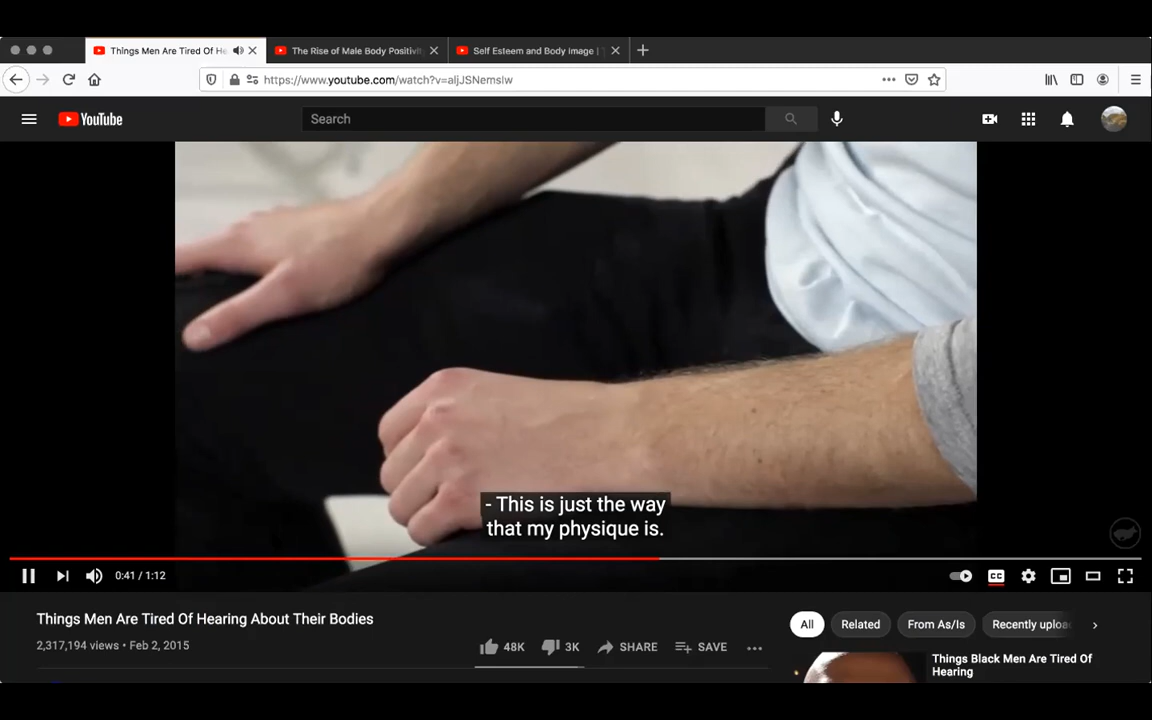 Things Men Are Tired Of He
The Rise of Male Body Positivit
Self Esteem and Body Image | T
https://www.youtube.com/watch?v=aljJSNemsIw
YouTube
Search
- This is just the way
that my physique is.
0:41 / 1:12
CC
Things Men Are Tired Of Hearing About Their Bodies
2,317,194 views • Feb 2, 2015
48K
3K
SHARE
SAVE
All
Related
From As/Is
Recently uploa
Things Black Men Are Tired Of
Hearing